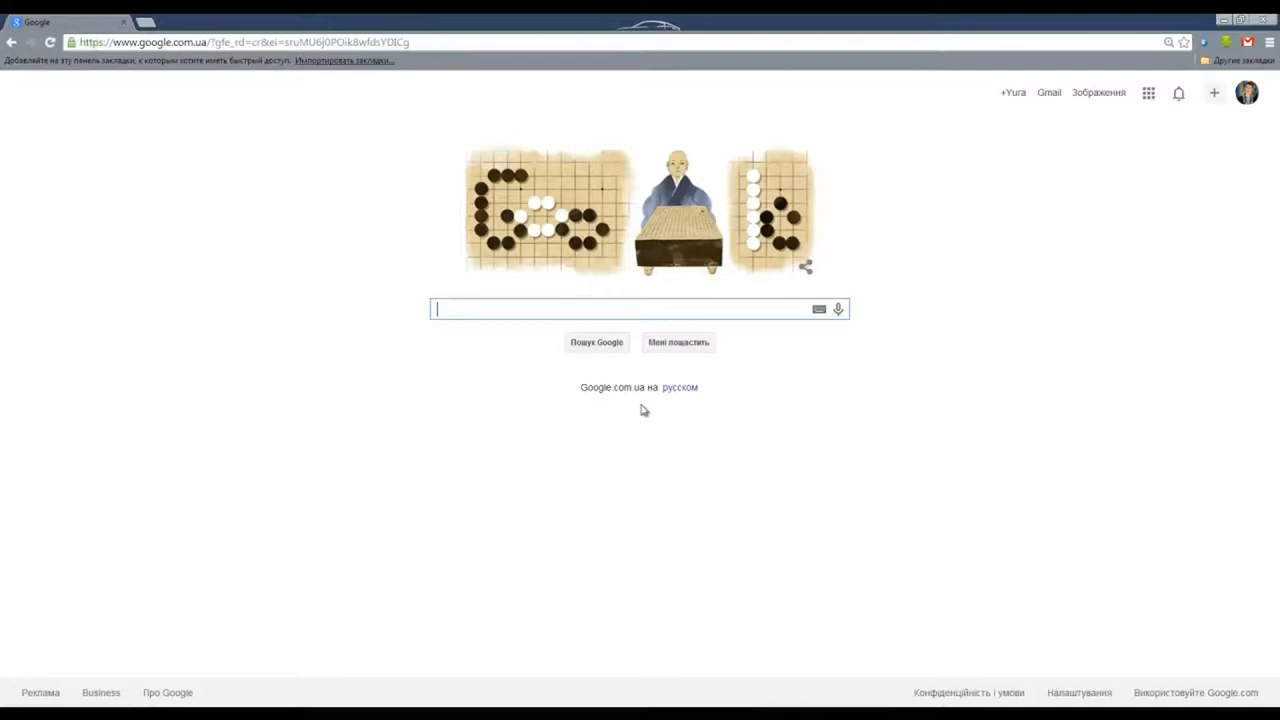 Google
https://www.google.com.ua/?gfe_rd=cr&ei=sruMU6j0POik8wfdsYDICg
Добавляйте на эту панель закладки, к которым хотите иметь быстрый доступ. Импортировать закладки...
Другие закладки
+Yura Gmail Зображення
Пошук Google Мені пощастить
Google.com.ua на русском
Реклама Business Про Google Конфіденційність і умови Налаштування Використовуйте Google.com